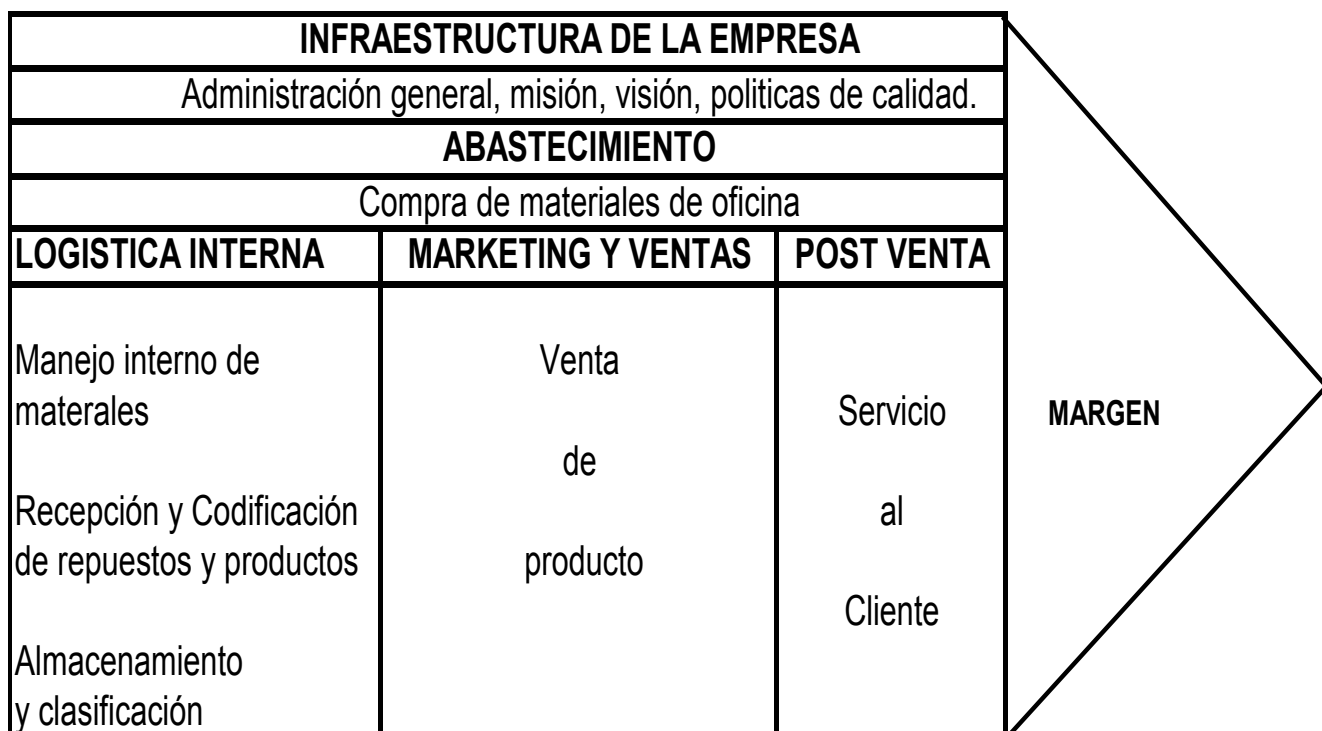 INFRAESTRUCTURA DE LA EMPRESA
Administración general, misión, visión, politicas de calidad.
ABASTECIMIENTO
Compra de materiales de oficina
LOGISTICA INTERNA
MARKETING Y VENTAS
POST VENTA
Manejo interno de
materales
Recepción y Codificación
de repuestos y productos
Almacenamiento
y clasificación
Venta
de
producto
Servicio
al
Cliente
MARGEN